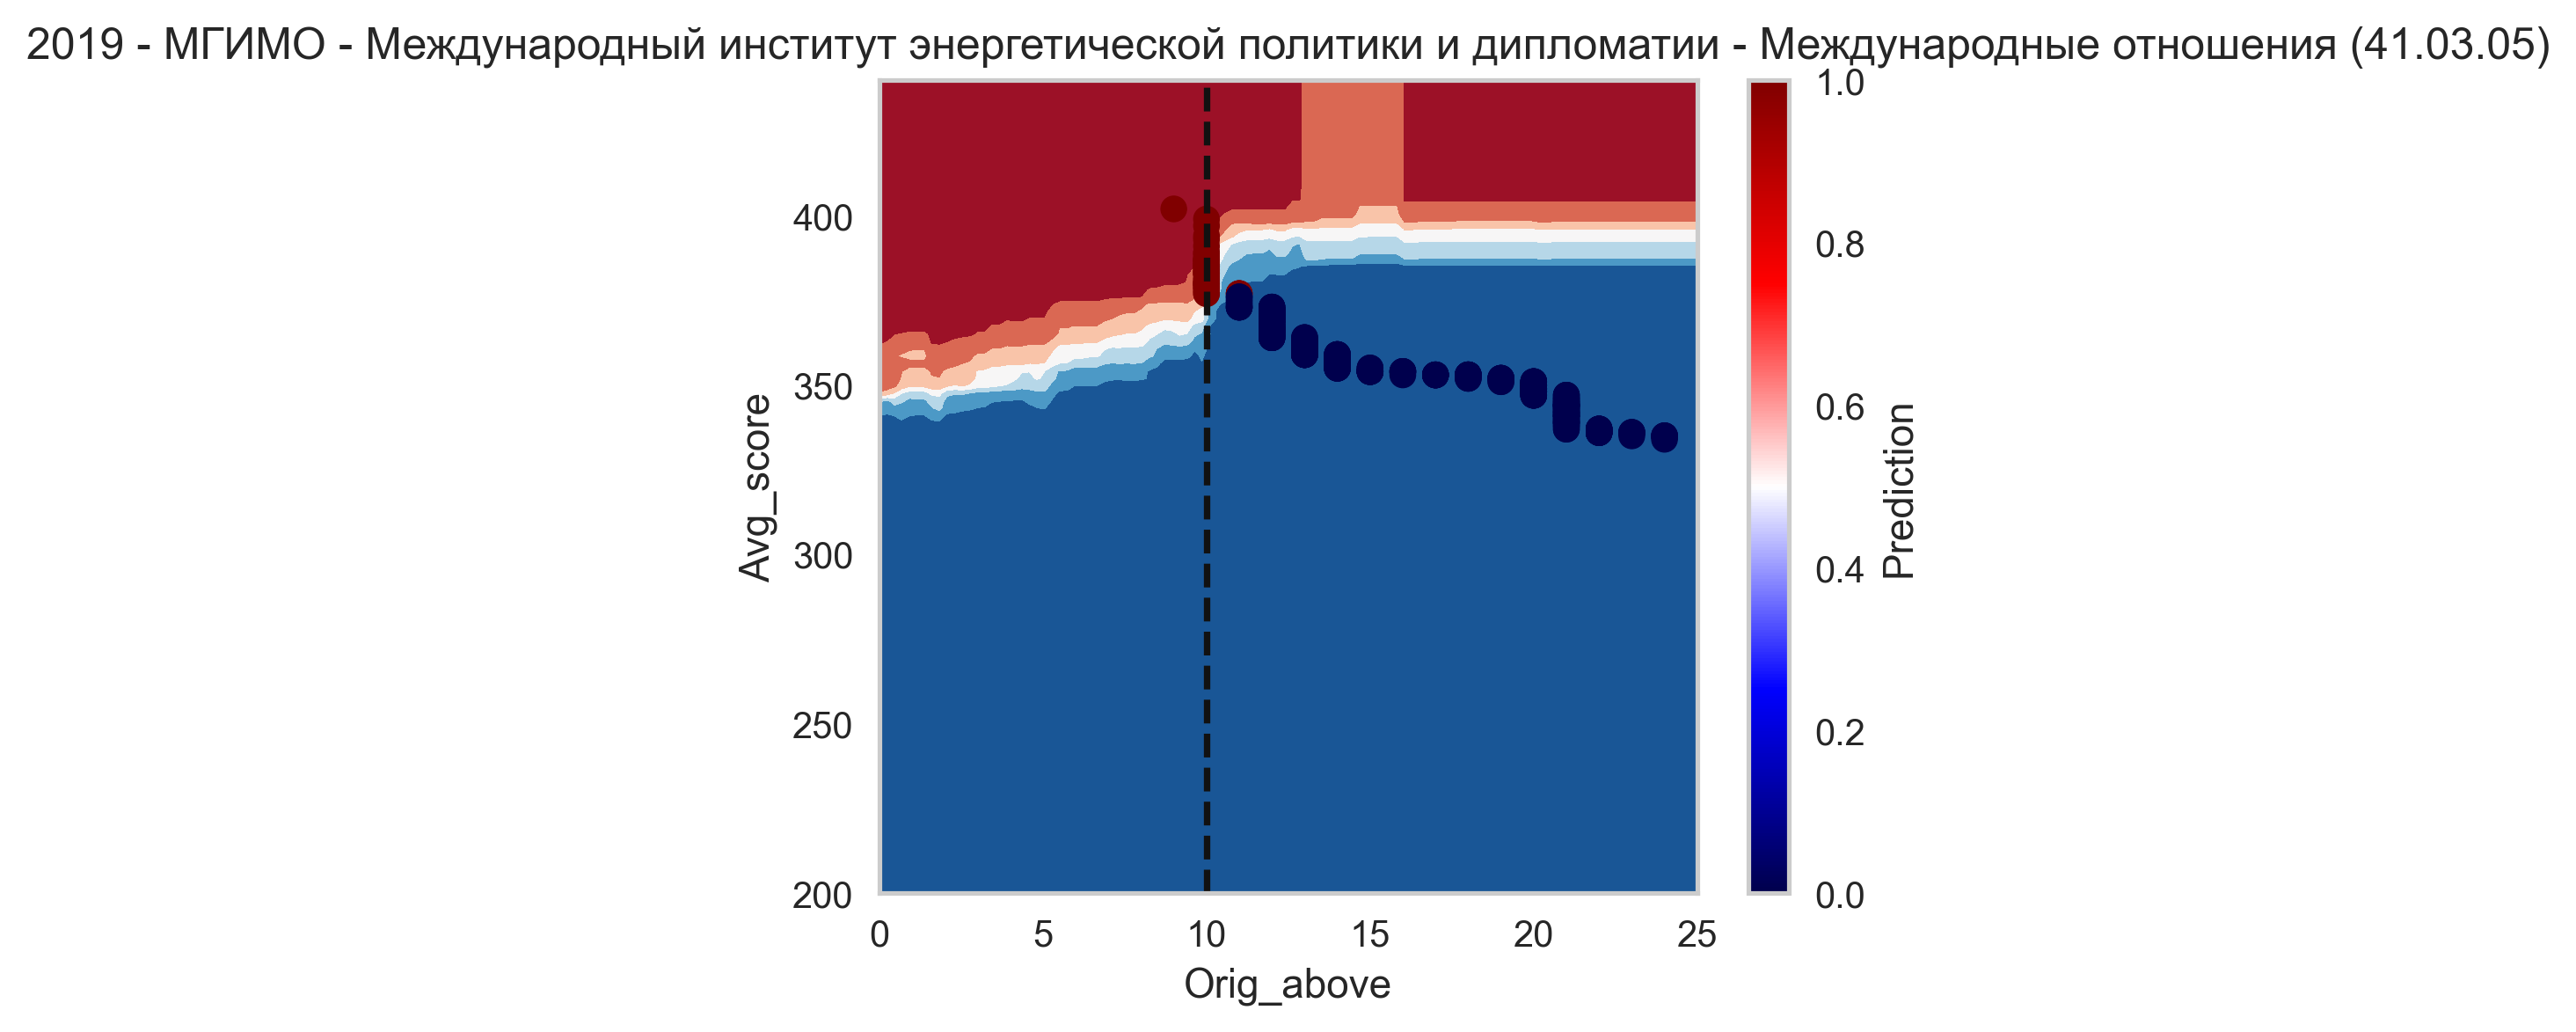 2019 - МГИМО - Международный институт энергетической политики и дипломатии - Международные отношения (41.03.05)
400
350
300
250
200
Avg_score
0 5 10 15 20 25
Orig_above
1.0
0.8
0.6
0.4
0.2
0.0
Prediction